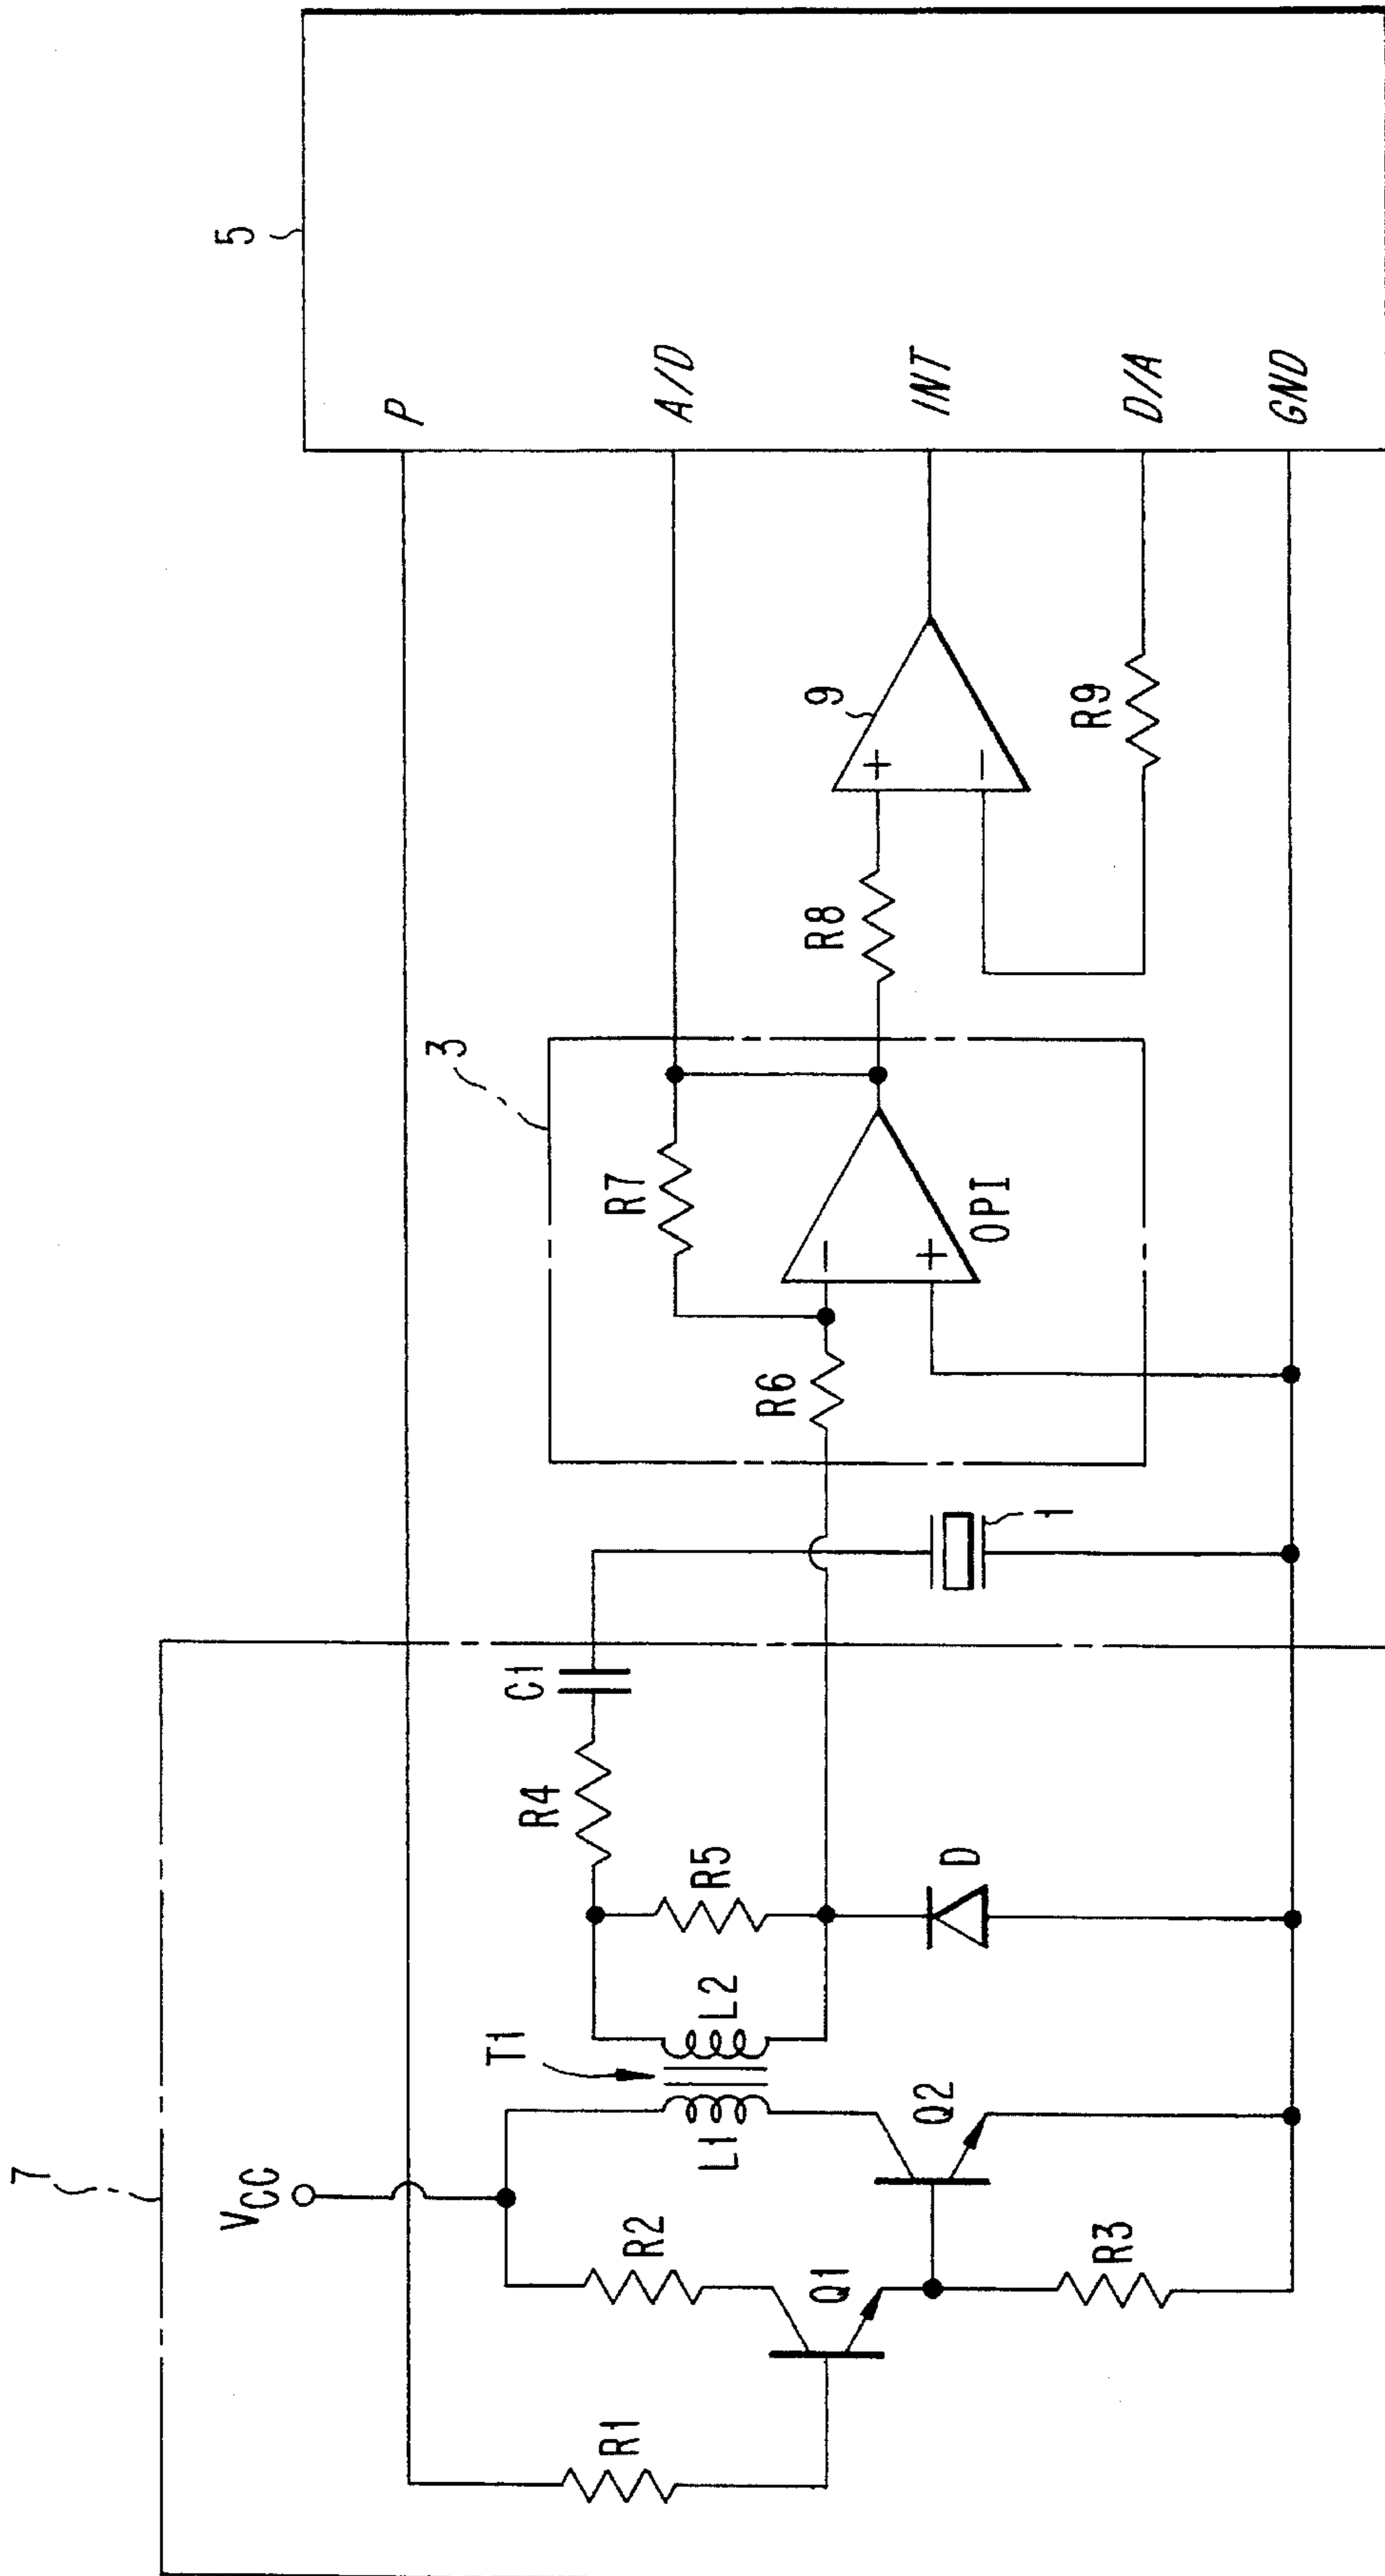 7
VCC
R1
R2
Q1
R3
L1
T1
L2
Q2
R5
R4
C1
D
1
3
R6
R7
OPI
R8
9
R9
5
P
A/D
INT
D/A
GND